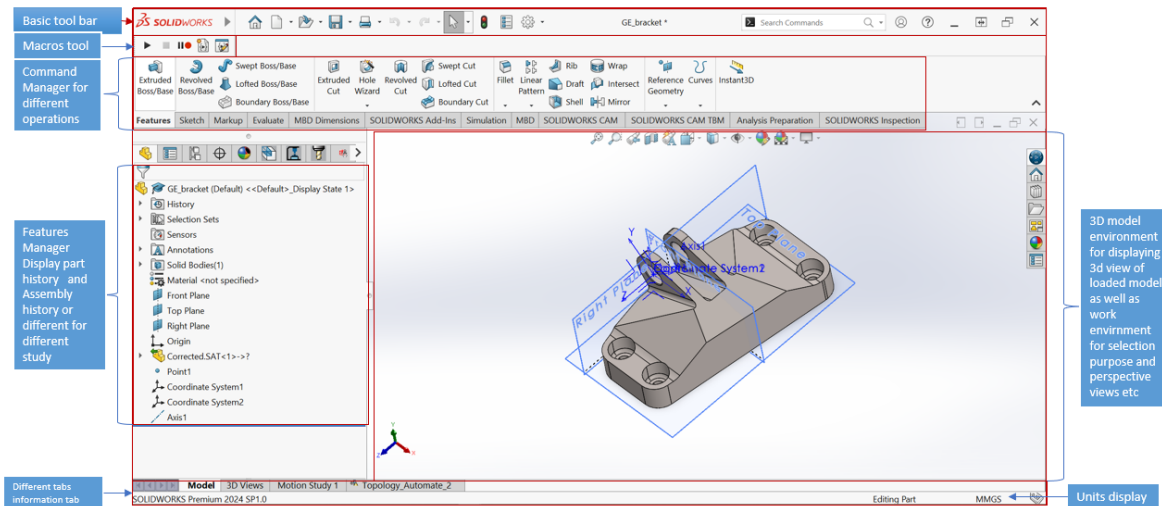 Basic tool bar
SOLIDWORKS
GE_bracket *
Search Commands
Macros tool
Command
Manager for
different
operations
Extruded
Boss/Base
Revolved
Boss/Base
Swept Boss/Base
Lofted Boss/Base
Boundary Boss/Base
Extruded
Cut
Hole
Wizard
Revolved
Cut
Swept Cut
Lofted Cut
Boundary Cut
Fillet
Linear
Pattern
Rib
Draft
Shell
Wrap
Intersect
Mirror
Reference
Geometry
Curves
Instant3D
Features Sketch Markup Evaluate MBD Dimensions SOLIDWORKS Add-Ins Simulation MBD SOLIDWORKS CAM SOLIDWORKS CAM TBM Analysis Preparation SOLIDWORKS Inspection
Features
Manager
Display part
history and
Assembly
history or
different for
different
study
GE_bracket (Default) <<Default>_Display State 1>
History
Selection Sets
Sensors
Annotations
Solid Bodies(1)
Material <not specified>
Front Plane
Top Plane
Right Plane
Origin
Corrected.SAT<1>->?
Point1
Coordinate System1
Coordinate System2
Axis1
Top Plane
Right Plane
Axis1
Coordinate System2
Y
X
Z
3D model
environment
for displaying
3d view of
loaded model
as well as
work
envirnment
for selection
purpose and
perspective
views etc
Different tabs
information tab
Model 3D Views Motion Study 1 Topology_Automate_2
SOLIDWORKS Premium 2024 SP1.0
Editing Part
MMGS
Units display